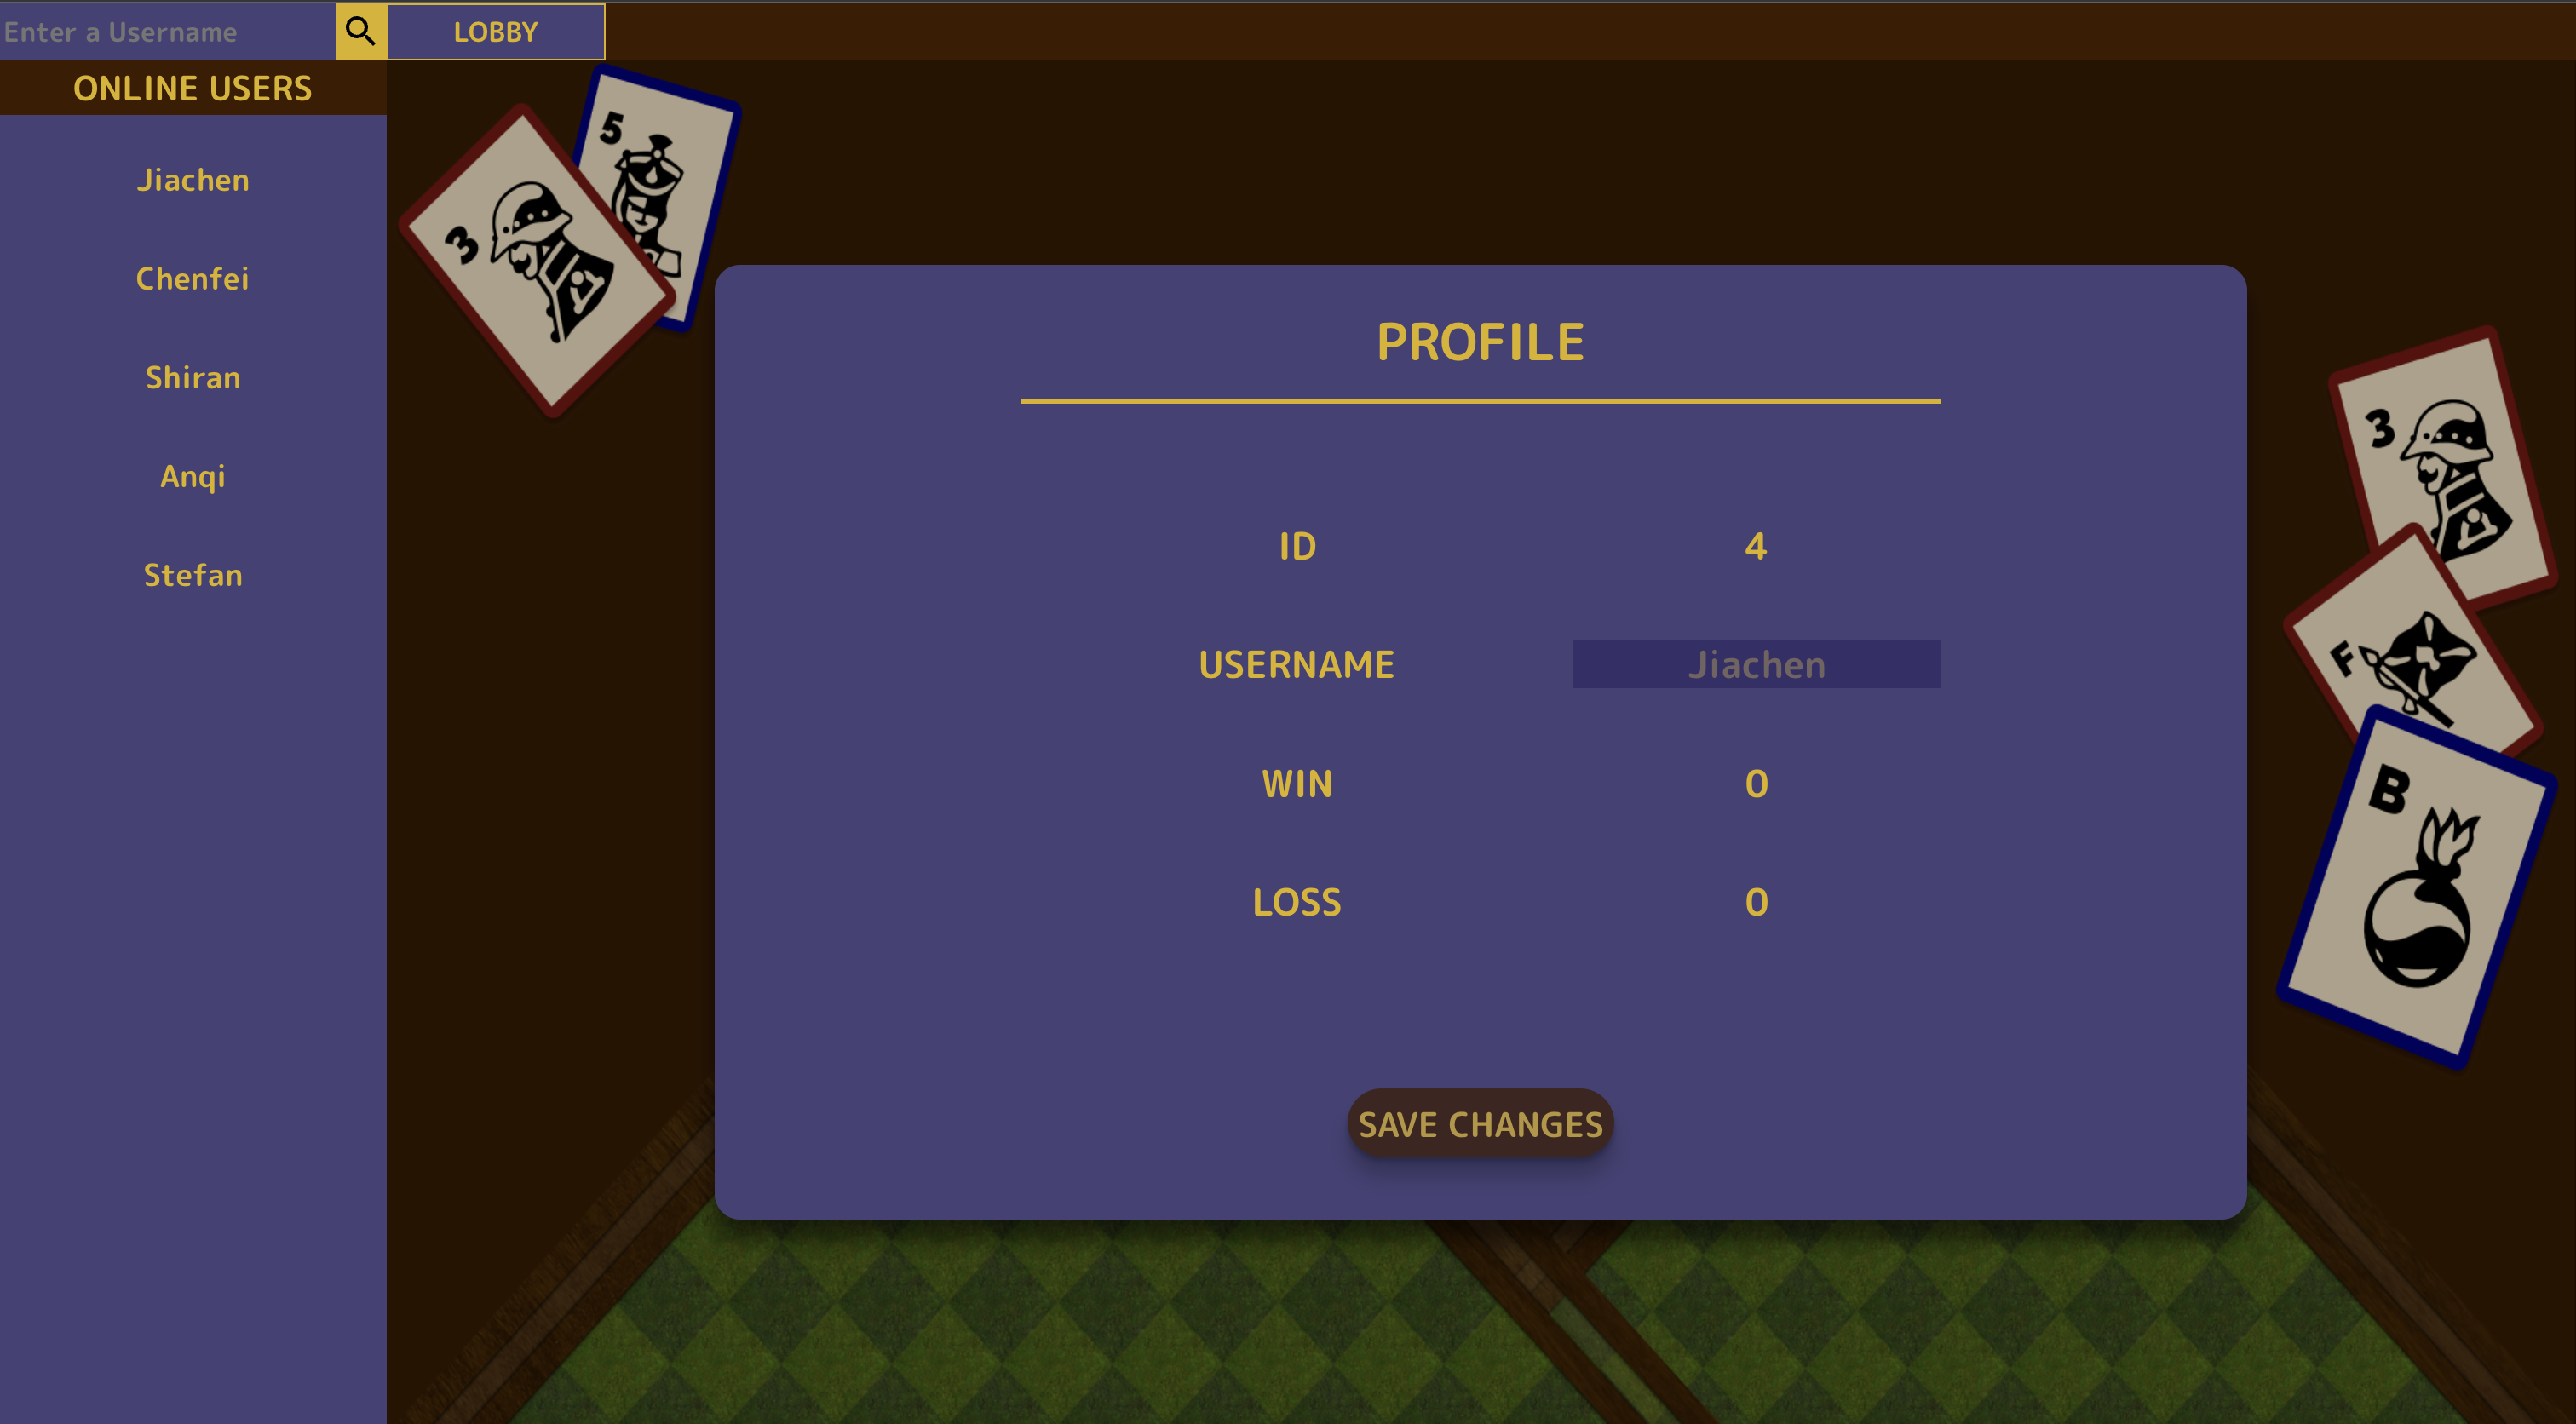 Enter a Username
LOBBY
ONLINE USERS
Jiachen
Chenfei
Shiran
Anqi
Stefan
5
3
PROFILE
ID 4
USERNAME Jiachen
WIN 0
LOSS 0
SAVE CHANGES
3
F
B